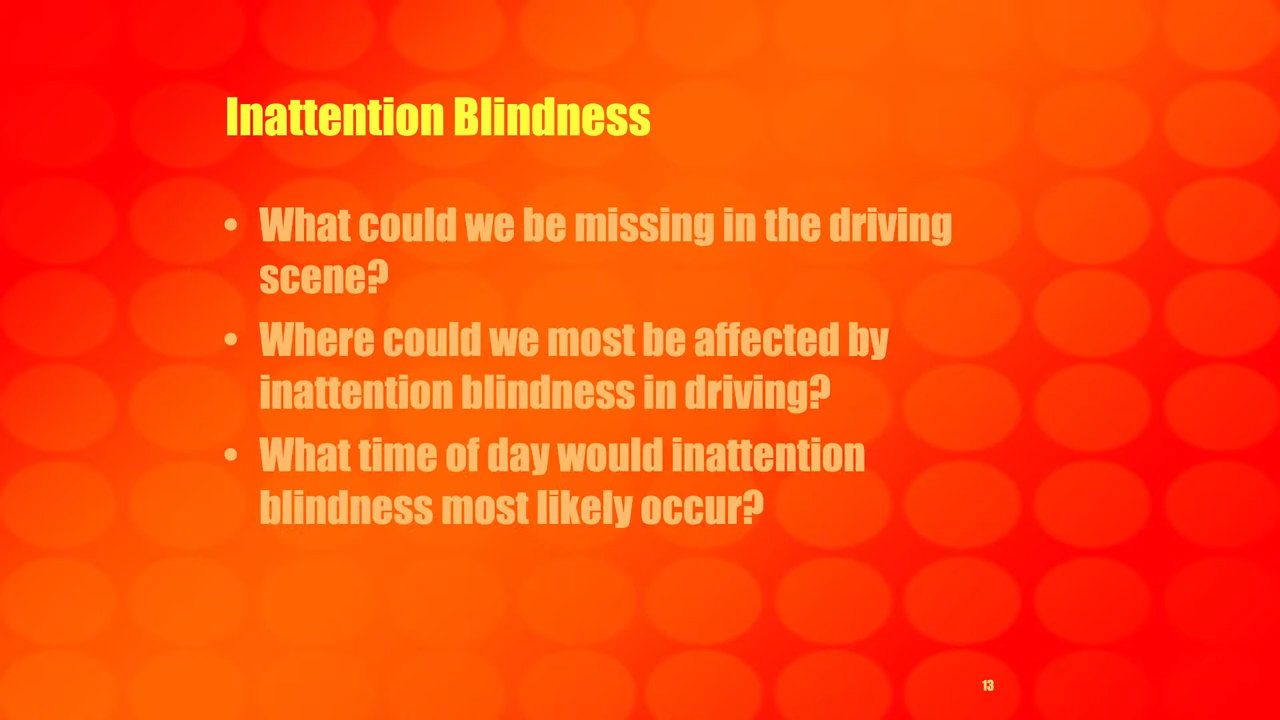 Inattention Blindness
• What could we be missing in the driving
scene?
• Where could we most be affected by
inattention blindness in driving?
• What time of day would inattention
blindness most likely occur?
13